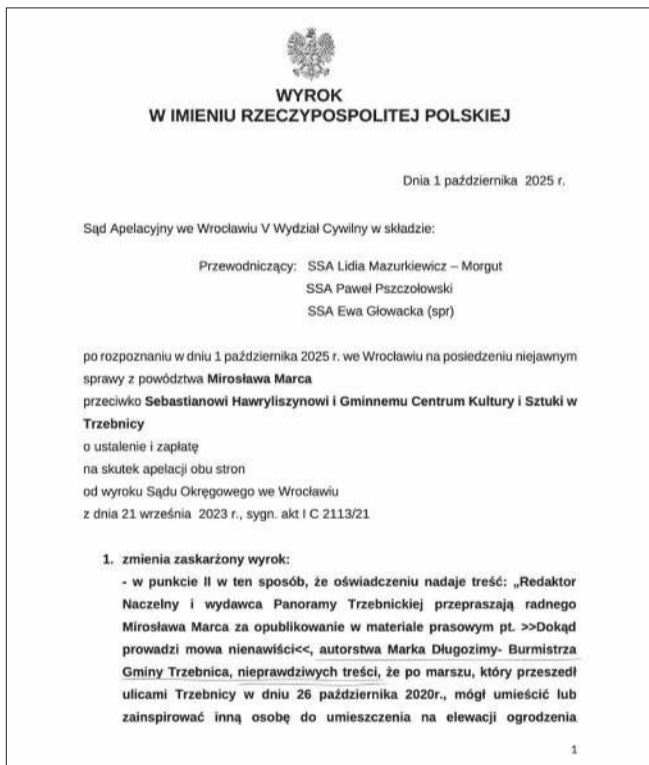 WYROK
W IMIENIU RZECZYPOSPOLITEJ POLSKIEJ
Dnia 1 października 2025 r.
Sąd Apelacyjny we Wrocławiu V Wydział Cywilny w składzie:
Przewodniczący: SSA Lidia Mazurkiewicz – Morgut
SSA Paweł Pszczołowski
SSA Ewa Głowacka (spr)
po rozpoznaniu w dniu 1 października 2025 r. we Wrocławiu na posiedzeniu niejawnym
sprawy z powództwa Mirosława Marca
przeciwko Sebastianowi Hawryliszynowi i Gminnemu Centrum Kultury i Sztuki w
Trzebnicy
o ustalenie i zapłatę
na skutek apelacji obu stron
od wyroku Sądu Okręgowego we Wrocławiu
z dnia 21 września 2023 r., sygn. akt I C 2113/21
1. zmienia zaskarżony wyrok:
- w punkcie II w ten sposób, że oświadczeniu nadaje treść: „Redaktor
Naczelny i wydawca Panoramy Trzebnickiej przepraszają radnego
Mirosława Marca za opublikowanie w materiale prasowym pt. >>Dokąd
prowadzi mowa nienawiści<<, autorstwa Marka Długozimy- Burmistrza
Gminy Trzebnica, nieprawdziwych treści, że po marszu, który przeszedł
ulicami Trzebnicy w dniu 26 października 2020r., mógł umieścić lub
zainspirować inną osobę do umieszczenia na elewacji ogrodzenia
1